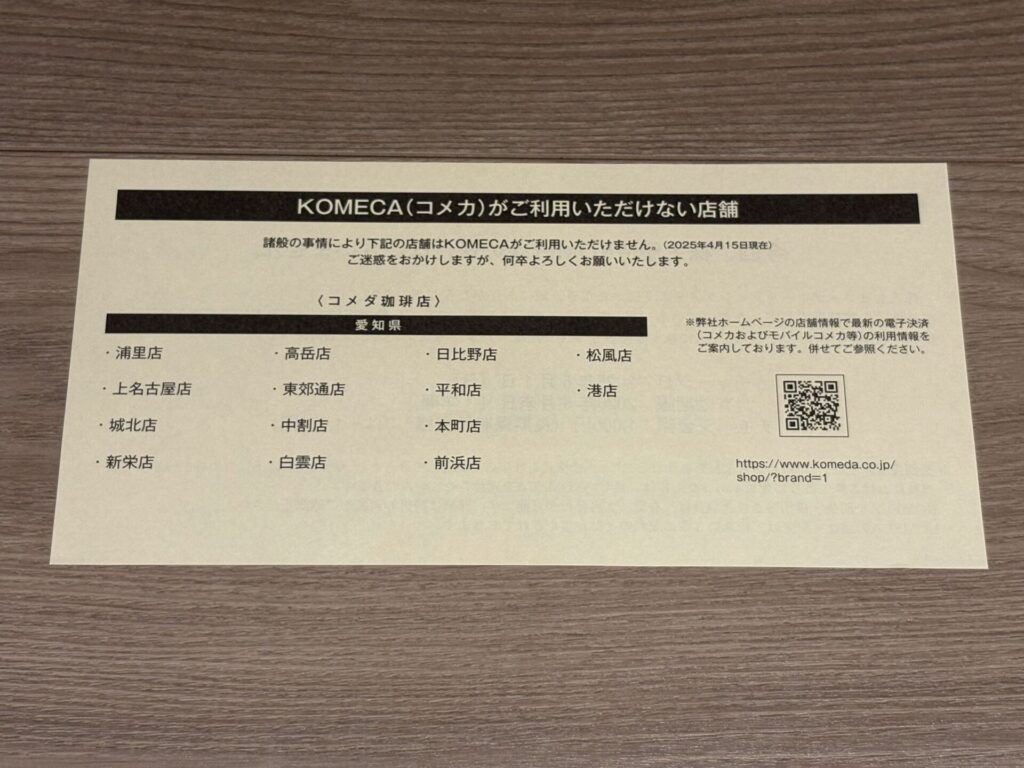 KOMECA(コメカ)がご利用いただけない店舗
諸般の事情により下記の店舗はKOMECAがご利用いただけません。(2025年4月15日現在)
ご迷惑をおかけしますが、何卒よろしくお願いいたします。
〈コメダ珈琲店〉
愛知県
・浦里店 ・高岳店 ・日比野店 ・松風店
・上名古屋店 ・東郊通店 ・平和店 ・港店
・城北店 ・中割店 ・本町店
・新栄店 ・白雲店 ・前浜店
※弊社ホームページの店舗情報で最新の電子決済
(コメカおよびモバイルコメカ等)の利用情報を
ご案内しております。併せてご参照ください。
https://www.komeda.co.jp/
shop/?brand=1